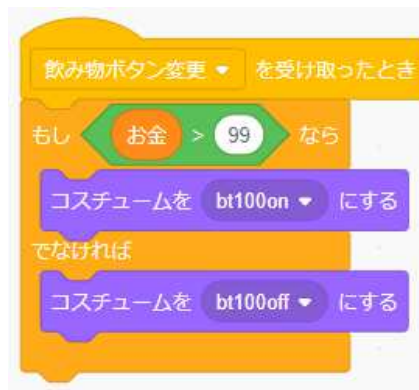 飲み物ボタン変更 を受け取ったとき
もし お金 > 99 なら
コスチュームを bt100on にする
でなければ
コスチュームを bt100off にする